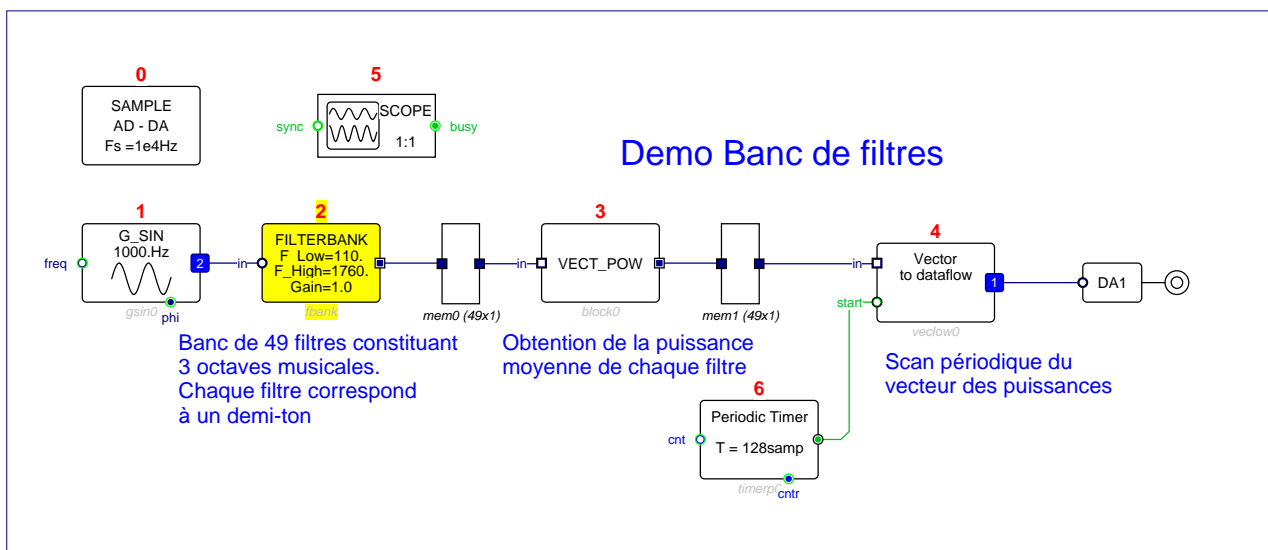 0
SAMPLE
AD - DA
Fs =1e4Hz
5
sync
SCOPE
1:1
busy
Demo Banc de filtres
1
G_SIN
1000.Hz
freq
2
phi
gsin0
2
in
FILTERBANK
F_Low=110.
F_High=1760.
Gain=1.0
fbank
mem0 (49x1)
3
in
VECT_POW
block0
mem1 (49x1)
4
in
Vector
to dataflow
start
1
veclow0
DA1
Banc de 49 filtres constituant
3 octaves musicales.
Chaque filtre correspond
à un demi-ton
Obtention de la puissance
moyenne de chaque filtre
Scan périodique du
vecteur des puissances
6
Periodic Timer
cnt
T = 128samp
cntr